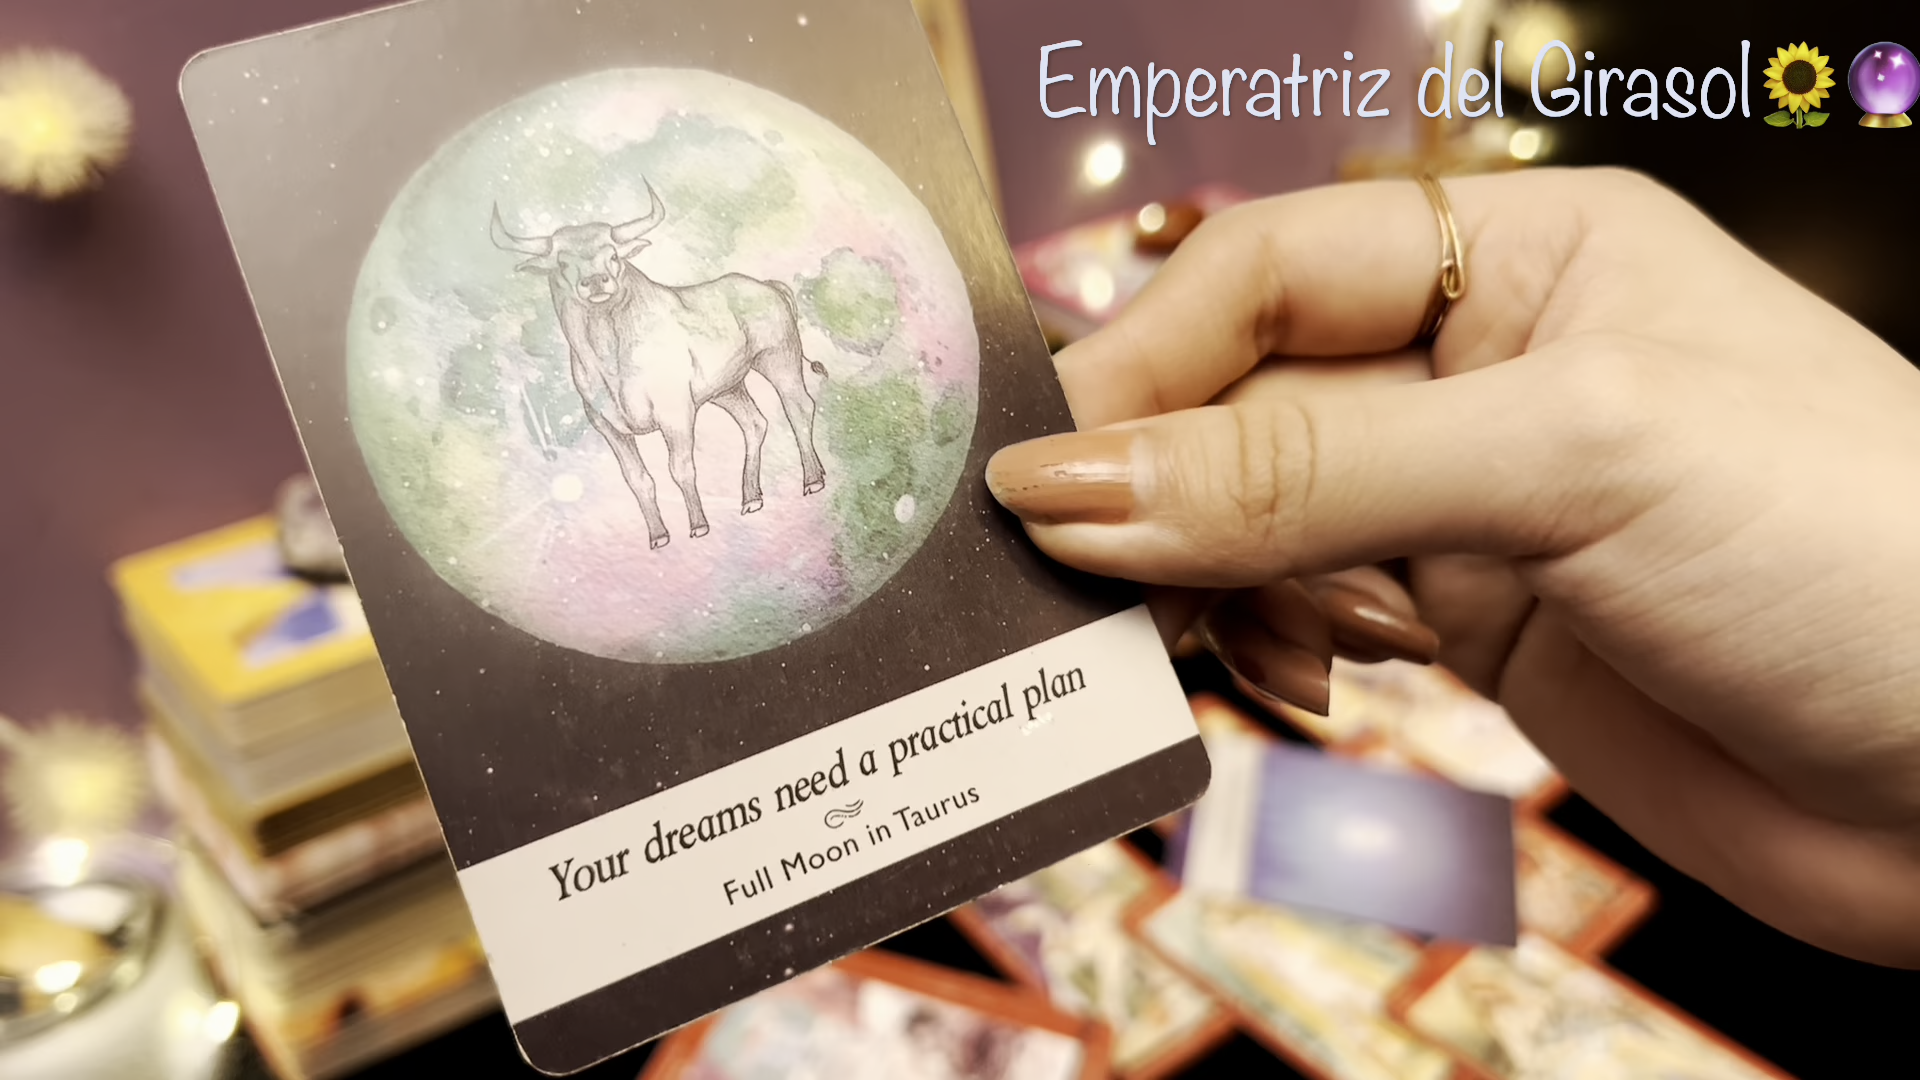 Emperatriz del Girasol🌻🔮
Your dreams need a practical plan
Full Moon in Taurus